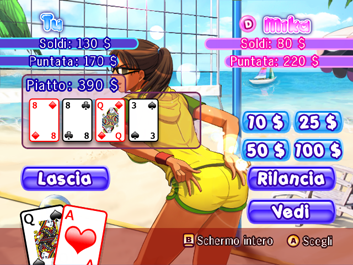 Tu
D
Soldi: 130 $
Soldi: 80 $
Puntata: 170 $
Puntata: 220 $
Piatto: 390 $
8 8 Q 3
10 $ 25 $
50 $ 100 $
Lascia
Rilancia
Vedi
Q A
B Schermo intero A Scegli